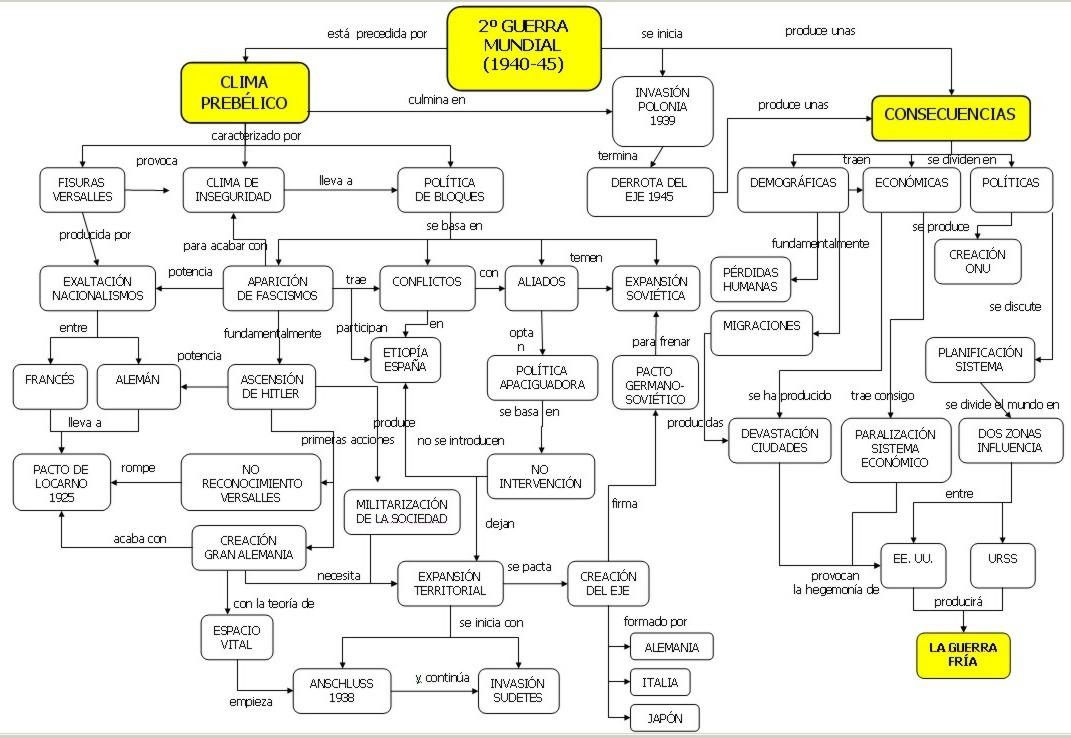 2º GUERRA
MUNDIAL
(1940-45)
está precedida por
se inicia
produce unas
CLIMA
PREBÉLICO
culmina en
INVASIÓN
POLONIA
1939
produce unas
CONSECUENCIAS
caracterizado por
termina
traen
se dividen en
provoca
FISURAS
VERSALLES
CLIMA DE
INSEGURIDAD
lleva a
POLÍTICA
DE BLOQUES
DERROTA DEL
EJE 1945
DEMOGRÁFICAS
ECONÓMICAS
POLÍTICAS
producida por
para acabar con
se basa en
fundamentalmente
se produce
CREACIÓN
ONU
EXALTACIÓN
NACIONALISMOS
potencia
APARICIÓN
DE FASCISMOS
trae
CONFLICTOS
con
ALIADOS
temen
EXPANSIÓN
SOVIÉTICA
PÉRDIDAS
HUMANAS
se discute
entre
fundamentalmente
participan
en
opta
n
para frenar
MIGRACIONES
FRANCÉS
ALEMÁN
potencia
ASCENSIÓN
DE HITLER
ETIOPÍA
ESPAÑA
POLÍTICA
APACIGUADORA
PACTO
GERMANO-
SOVIÉTICO
PLANIFICACIÓN
SISTEMA
lleva a
produce
primeras acciones
no se introducen
se basa en
producidas
se ha producido
trae consigo
se divide el mundo en
PACTO DE
LOCARNO
1925
rompe
NO
RECONOCIMIENTO
VERSALLES
NO
INTERVENCIÓN
DEVASTACIÓN
CIUDADES
PARALIZACIÓN
SISTEMA
ECONÓMICO
DOS ZONAS
INFLUENCIA
MILITARIZACIÓN
DE LA SOCIEDAD
dejan
firma
entre
acaba con
CREACIÓN
GRAN ALEMANIA
necesita
EXPANSIÓN
TERRITORIAL
se pacta
CREACIÓN
DEL EJE
provocan
la hegemonía de
EE. UU.
URSS
con la teoría de
ESPACIO
VITAL
se inicia con
formado por
producirá
empieza
ANSCHLUSS
1938
y continúa
INVASIÓN
SUDETES
ALEMANIA
ITALIA
JAPÓN
LA GUERRA
FRÍA